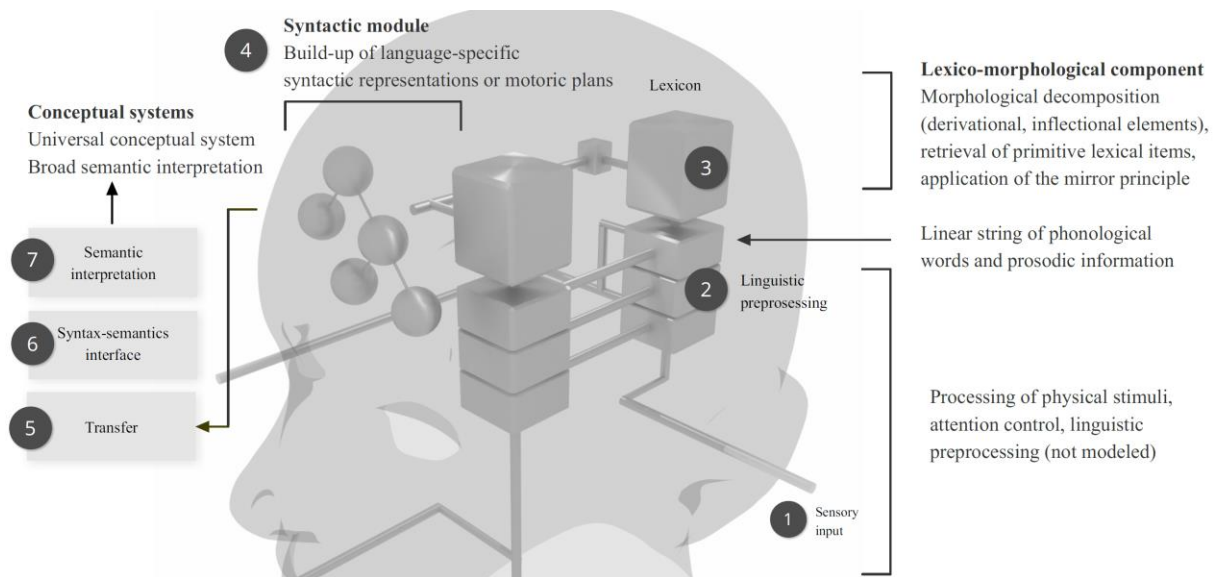 4
Syntactic module
Build-up of language-specific
syntactic representations or motoric plans
Conceptual systems
Universal conceptual system
Broad semantic interpretation
Lexicon
3
Lexico-morphological component
Morphological decomposition
(derivational, inflectional elements),
retrieval of primitive lexical items,
application of the mirror principle
Linear string of phonological
words and prosodic information
7
Semantic
interpretation
2
Linguistic
preprosessing
6
Syntax-semantics
interface
5
Transfer
Processing of physical stimuli,
attention control, linguistic
preprocessing (not modeled)
1
Sensory
input